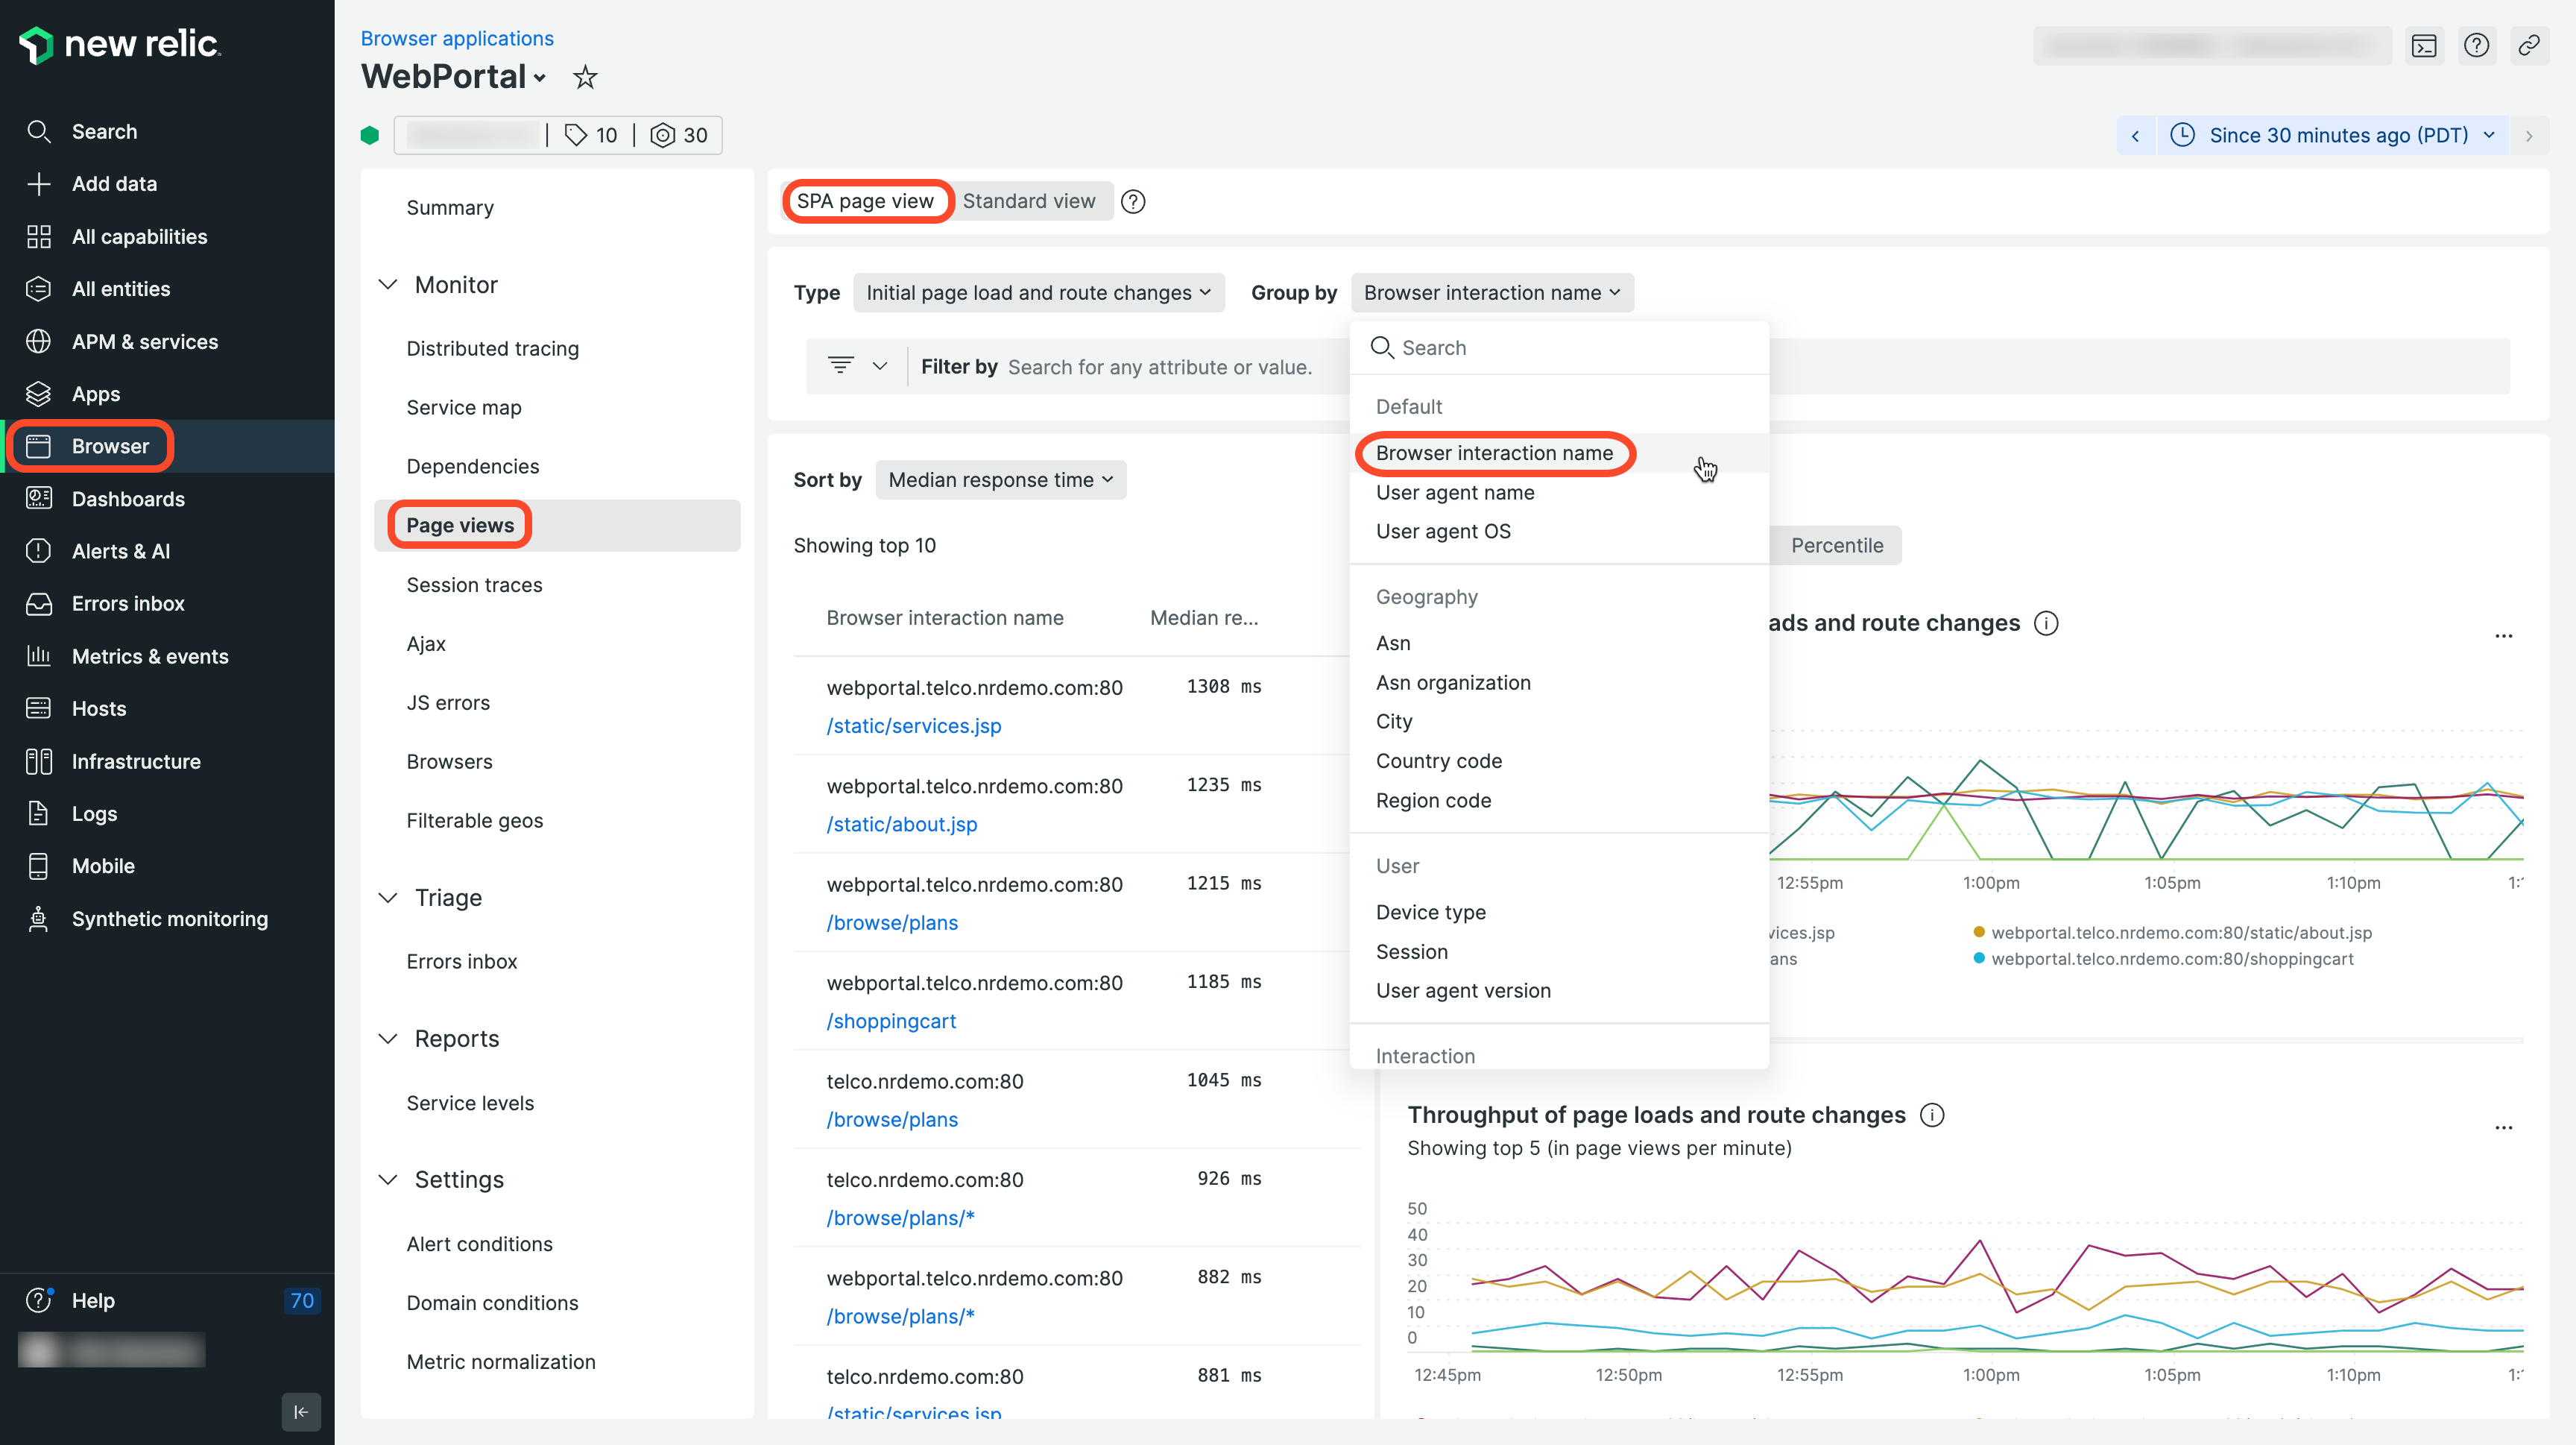 new relic
Search
Add data
All capabilities
All entities
APM & services
Apps
Browser
Dashboards
Alerts & AI
Errors inbox
Metrics & events
Hosts
Infrastructure
Logs
Mobile
Synthetic monitoring
Help 70
Browser applications
WebPortal
10 | 30
Since 30 minutes ago (PDT)
Summary
Monitor
Distributed tracing
Service map
Dependencies
Page views
Session traces
Ajax
JS errors
Browsers
Filterable geos
Triage
Errors inbox
Reports
Service levels
Settings
Alert conditions
Domain conditions
Metric normalization
SPA page view Standard view
Type Initial page load and route changes Group by Browser interaction name
Filter by Search for any attribute or value.
Sort by Median response time
Showing top 10
Browser interaction name Median re...
webportal.telco.nrdemo.com:80 1308 ms
/static/services.jsp
webportal.telco.nrdemo.com:80 1235 ms
/static/about.jsp
webportal.telco.nrdemo.com:80 1215 ms
/browse/plans
webportal.telco.nrdemo.com:80 1185 ms
/shoppingcart
telco.nrdemo.com:80 1045 ms
/browse/plans
telco.nrdemo.com:80 926 ms
/browse/plans/*
webportal.telco.nrdemo.com:80 882 ms
/browse/plans/*
telco.nrdemo.com:80 881 ms
/static/services.jsp
Search
Default
Browser interaction name
User agent name
User agent OS
Geography
Asn
Asn organization
City
Country code
Region code
User
Device type
Session
User agent version
Interaction
Percentile
ads and route changes
12:55pm 1:00pm 1:05pm 1:10pm
vices.jsp webportal.telco.nrdemo.com:80/static/about.jsp
ans webportal.telco.nrdemo.com:80/shoppingcart
Throughput of page loads and route changes
Showing top 5 (in page views per minute)
50
40
30
20
10
0
12:45pm 12:50pm 12:55pm 1:00pm 1:05pm 1:10pm